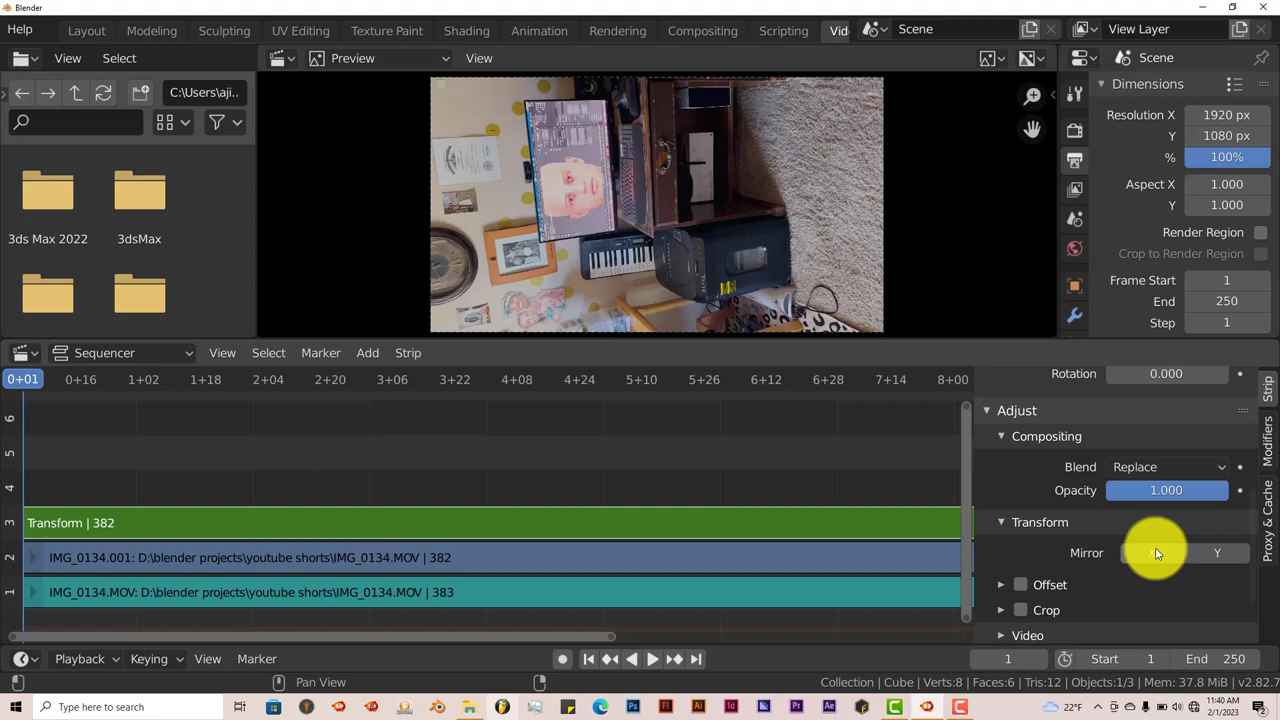 Blender
Help Layout Modeling Sculpting UV Editing Texture Paint Shading Animation Rendering Compositing Scripting Vid Scene View Layer
View Select Preview View Scene
C:\Users\aji..
Dimensions
Resolution X 1920 px
Y 1080 px
% 100%
Aspect X 1.000
Y 1.000
Render Region
Crop to Render Region
Frame Start 1
End 250
Step 1
3ds Max 2022 3dsMax
Sequencer View Select Marker Add Strip
0+01 0+16 1+02 1+18 2+04 2+20 3+06 3+22 4+08 4+24 5+10 5+26 6+12 6+28 7+14 8+00
6
5
4
3 Transform | 382
2 IMG_0134.001: D:\blender projects\youtube shorts\IMG_0134.MOV | 382
1 IMG_0134.MOV: D:\blender projects\youtube shorts\IMG_0134.MOV | 383
Rotation 0.000
Adjust
Compositing
Blend Replace
Opacity 1.000
Transform
Mirror Y
Offset
Crop
Video
Strip
Modifiers
Proxy & Cache
Playback Keying View Marker 1 Start 1 End 250
Pan View Collection | Cube | Verts:8 | Faces:6 | Tris:12 | Objects:1/3 | Mem: 37.8 MiB | v2.82.7
Type here to search 22°F 11:40 AM
2/1/2023